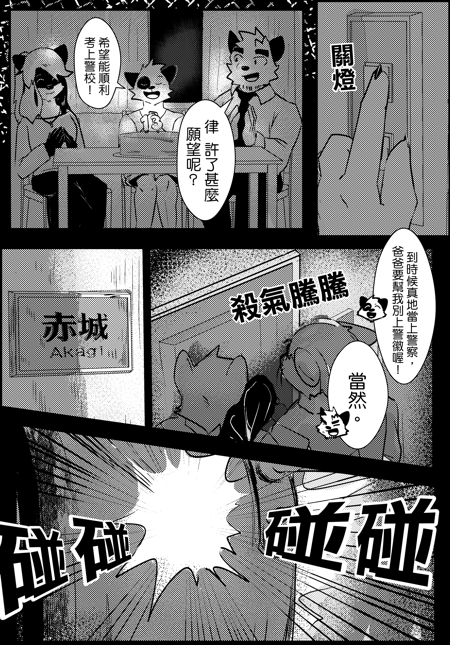 關燈
律 許了甚麼
願望呢？
希望能順利
考上警校！
到時候真地當上警察，
爸爸要幫我別上警徽喔！
當然。
殺氣騰騰
赤城
Akagi
碰碰
碰碰
13